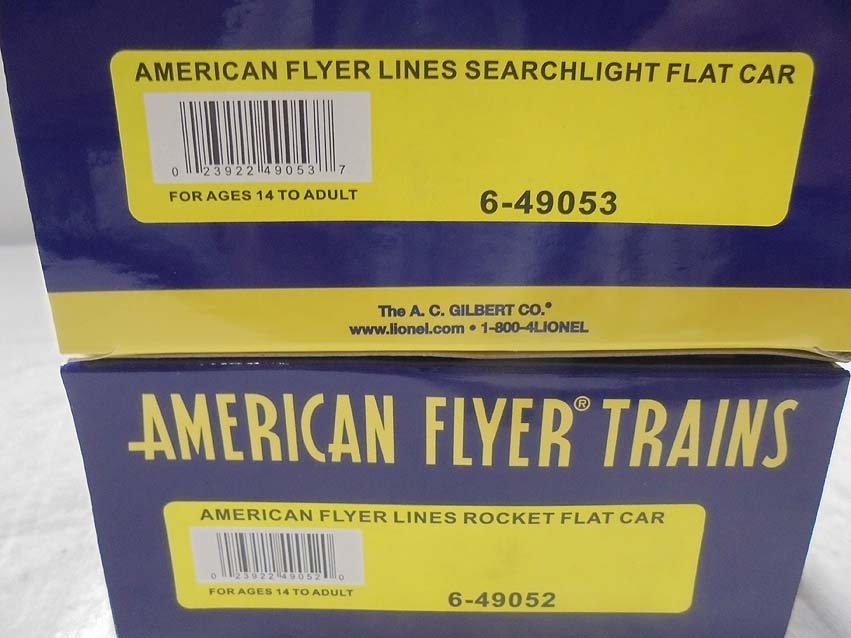 AMERICAN FLYER LINES SEARCHLIGHT FLAT CAR
0 23922 49053 7
FOR AGES 14 TO ADULT
6-49053
The A. C. GILBERT CO.®
www.lionel.com • 1-800-4LIONEL
AMERICAN FLYER® TRAINS
AMERICAN FLYER LINES ROCKET FLAT CAR
0 23922 49052 0
FOR AGES 14 TO ADULT
6-49052